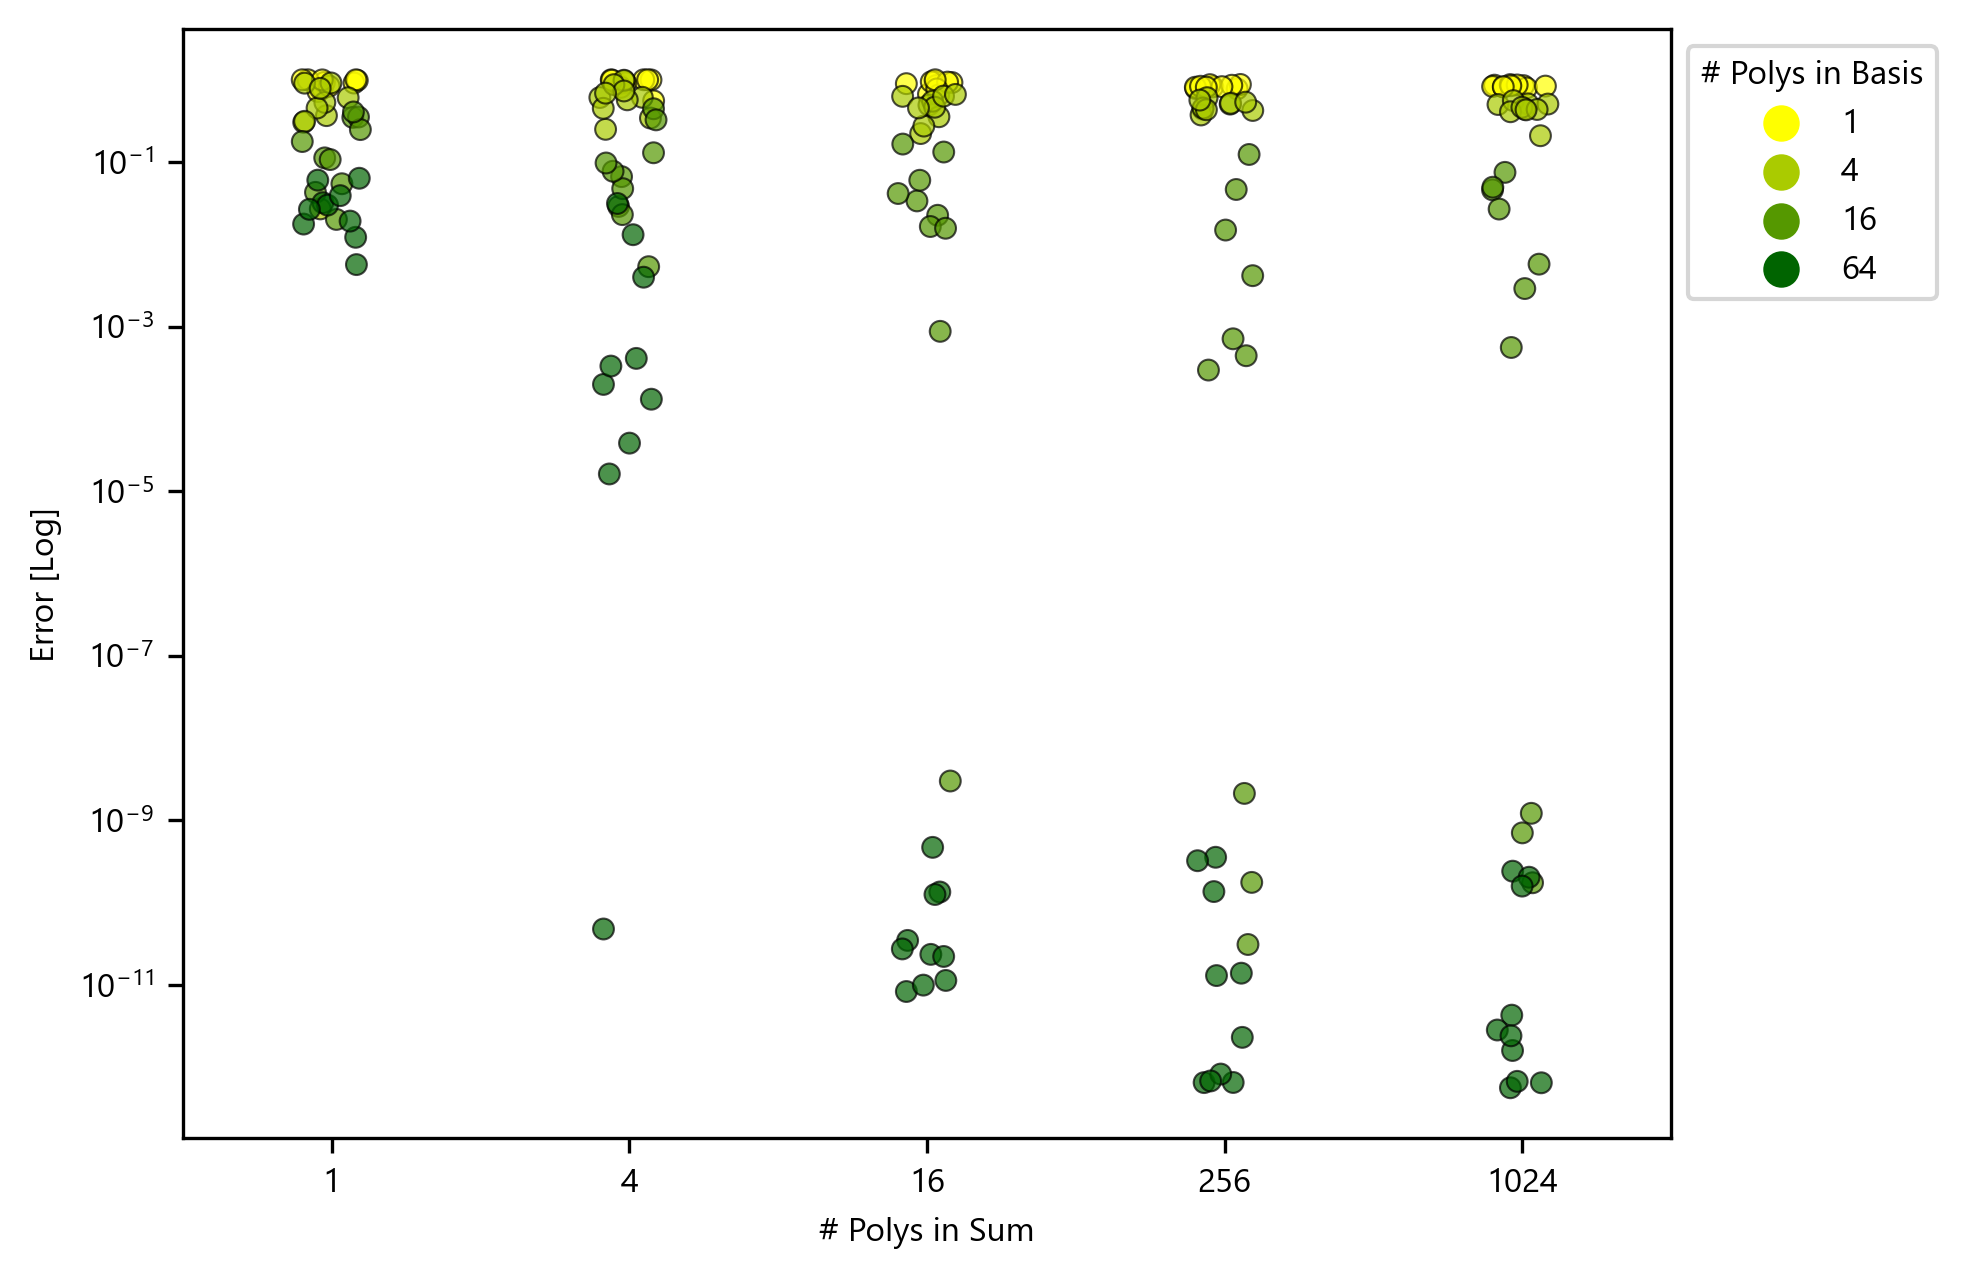 # Polys in Basis
1
4
16
64
10⁻¹
10⁻³
10⁻⁵
10⁻⁷
10⁻⁹
10⁻¹¹
Error [Log]
1 4 16 256 1024
# Polys in Sum